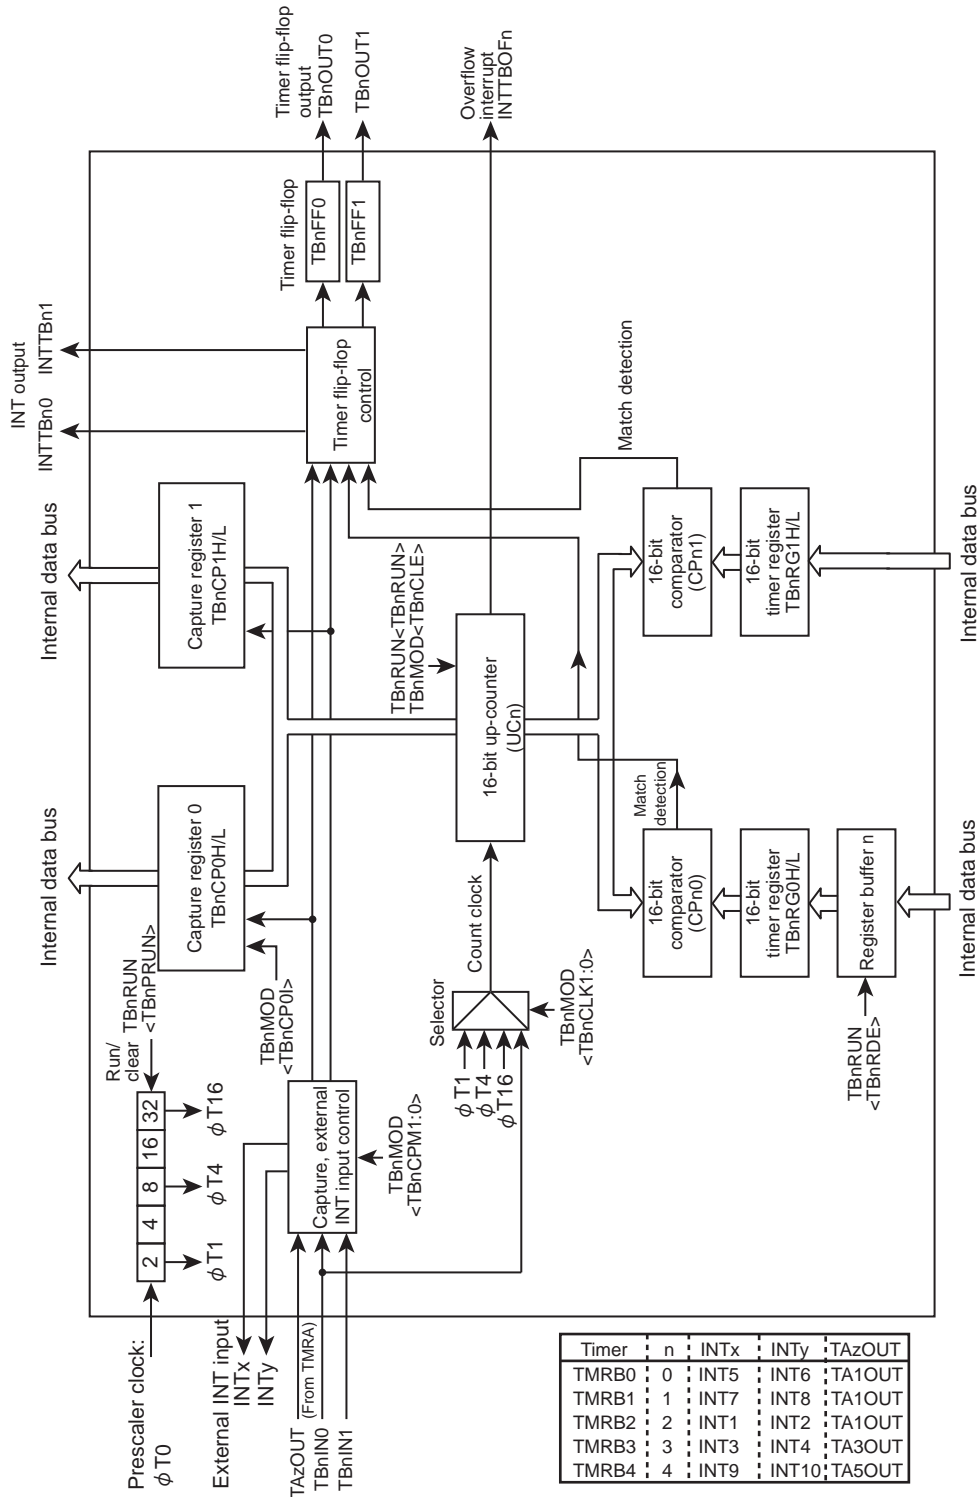 Prescaler clock:
ϕT0
2
4
8
16
32
ϕT1
ϕT4
ϕT16
Run/
clear
TBnRUN
<TBnPRUN>
External INT input
INTx
INTy
TAzOUT
(From TMRA)
TBnIN0
TBnIN1
Capture, external
INT input control
TBnMOD
<TBnCPM1:0>
TBnMOD
<TBnCP0I>
Internal data bus
Capture register 0
TBnCP0H/L
Internal data bus
Capture register 1
TBnCP1H/L
INT output
INTTBn0
INTTBn1
Timer flip-flop
control
Timer flip-flop
TBnFF0
TBnFF1
Timer flip-flop
output
TBnOUT0
TBnOUT1
Selector
ϕT1
ϕT4
ϕT16
TBnMOD
<TBnCLK1:0>
Count clock
16-bit up-counter
(UCn)
TBnRUN<TBnRUN>
TBnMOD<TBnCLE>
Overflow
interrupt
INTTBOFn
Match
detection
Match detection
16-bit
comparator
(CPn0)
16-bit
timer register
TBnRG0H/L
Register buffer n
TBnRUN
<TBnRDE>
Internal data bus
16-bit
comparator
(CPn1)
16-bit
timer register
TBnRG1H/L
Internal data bus
Timer n INTx INTy TAzOUT
TMRB0 0 INT5 INT6 TA1OUT
TMRB1 1 INT7 INT8 TA1OUT
TMRB2 2 INT1 INT2 TA1OUT
TMRB3 3 INT3 INT4 TA3OUT
TMRB4 4 INT9 INT10 TA5OUT